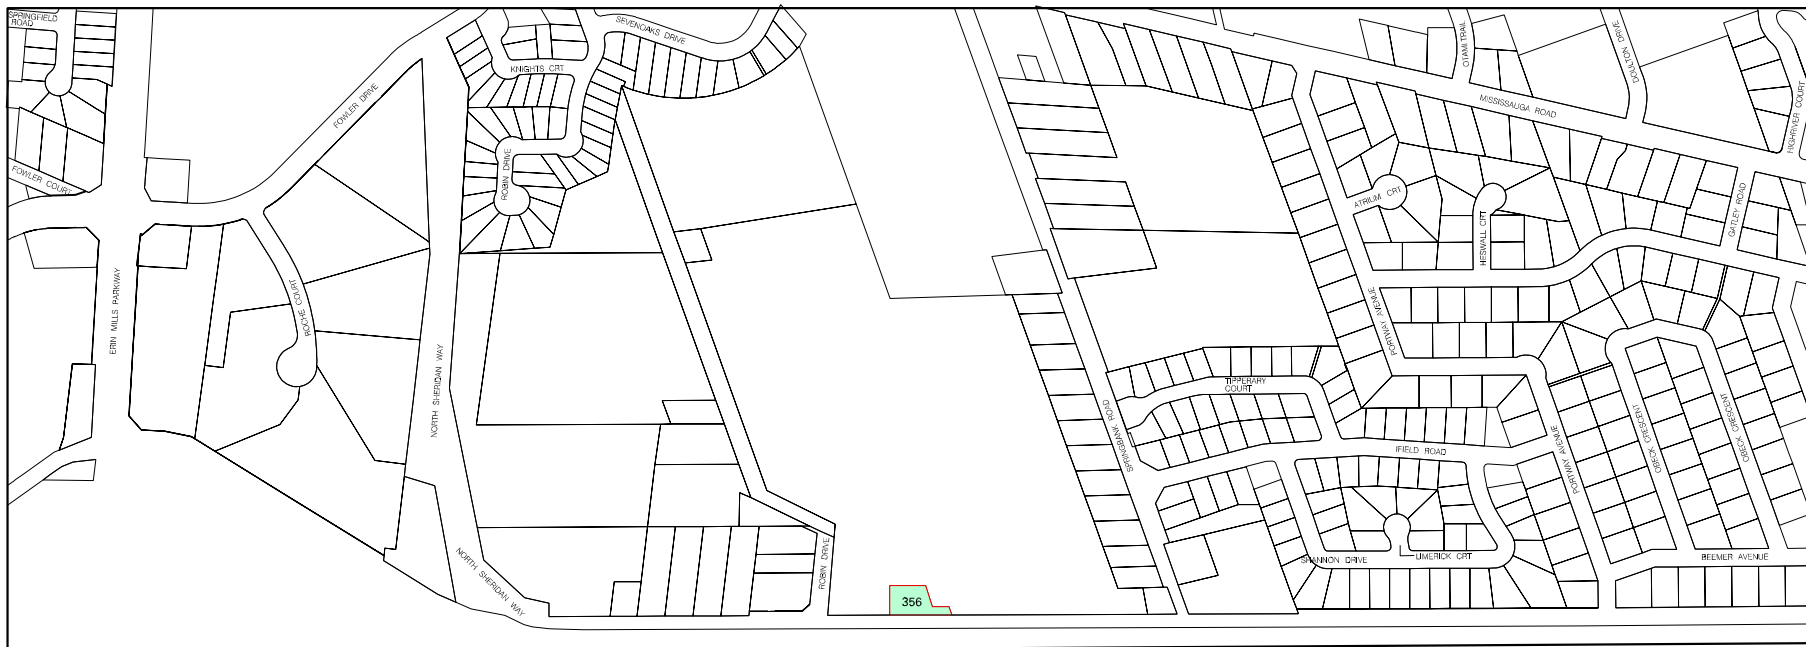 SPRINGFIELD
ROAD
SEVENOAKS DRIVE
KNIGHTS CRT
FOWLER DRIVE
OTAMI TRAIL
DOULTON DRIVE
MISSISSAUGA ROAD
HIGHRIVER COURT
FOWLER COURT
ROBIN DRIVE
ATRIUM CRT
GATLEY ROAD
HESWALL CRT
ERIN MILLS PARKWAY
ROCHE COURT
NORTH SHERIDAN WAY
PORTWAY AVENUE
TIPPERARY
COURT
SPRINGBANK ROAD
IFIELD ROAD
PORTWAY AVENUE
OBECK CRESCENT
OBECK CRESCENT
NORTH SHERIDAN WAY
ROBIN DRIVE
SHANNON DRIVE
LIMERICK CRT
BEEMER AVENUE
356